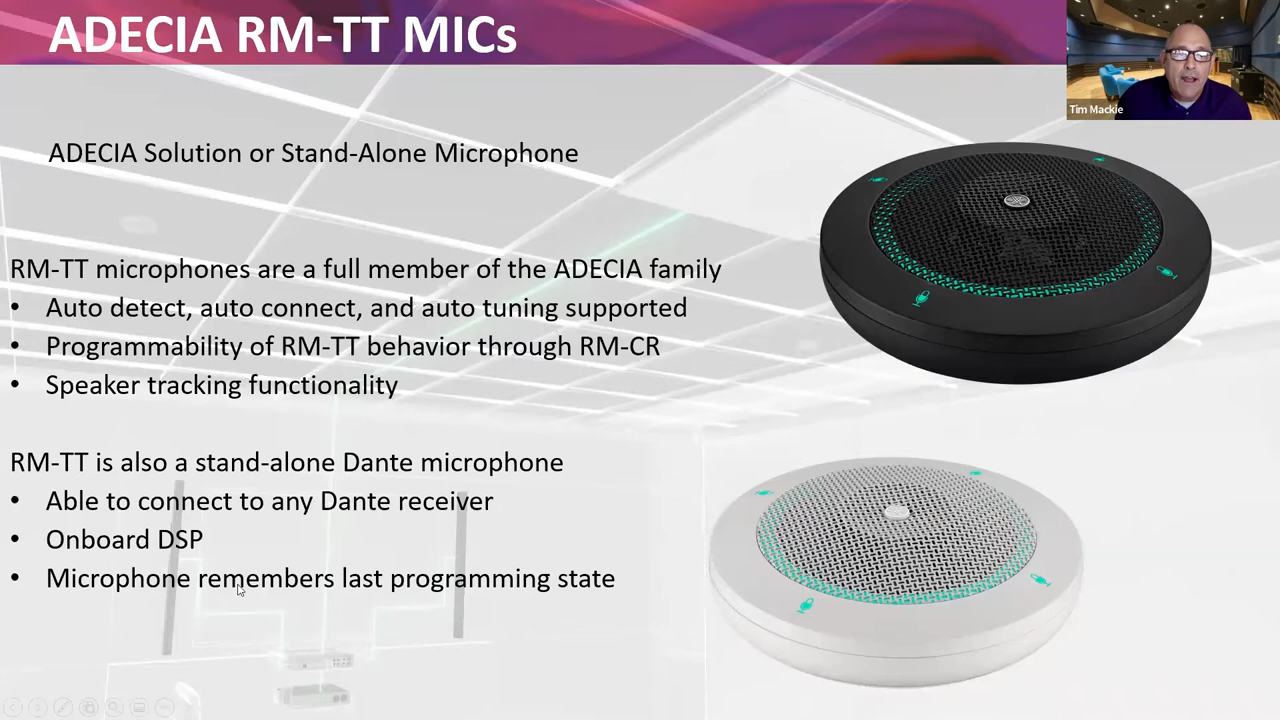 ADECIA RM-TT MICs
Tim Mackie
ADECIA Solution or Stand-Alone Microphone
RM-TT microphones are a full member of the ADECIA family
• Auto detect, auto connect, and auto tuning supported
• Programmability of RM-TT behavior through RM-CR
• Speaker tracking functionality
RM-TT is also a stand-alone Dante microphone
• Able to connect to any Dante receiver
• Onboard DSP
• Microphone remembers last programming state